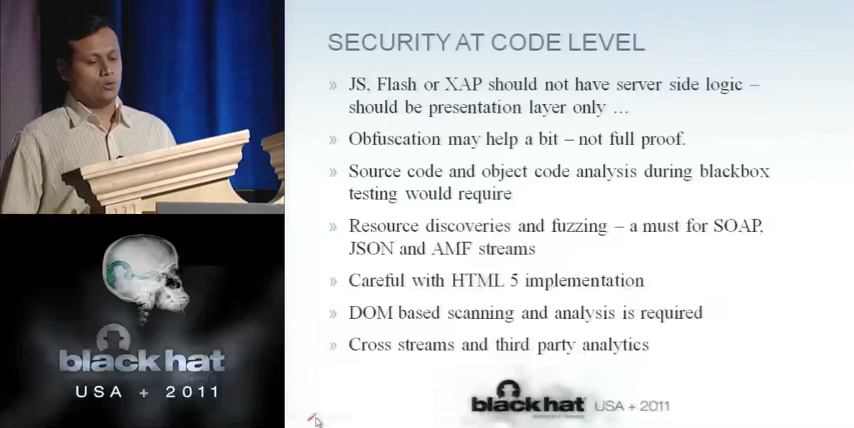 SECURITY AT CODE LEVEL
» JS, Flash or XAP should not have server side logic –
should be presentation layer only …
» Obfuscation may help a bit – not full proof.
» Source code and object code analysis during blackbox
testing would require
» Resource discoveries and fuzzing – a must for SOAP,
JSON and AMF streams
» Careful with HTML 5 implementation
» DOM based scanning and analysis is required
» Cross streams and third party analytics
black hat
USA + 2011
black hat USA + 2011